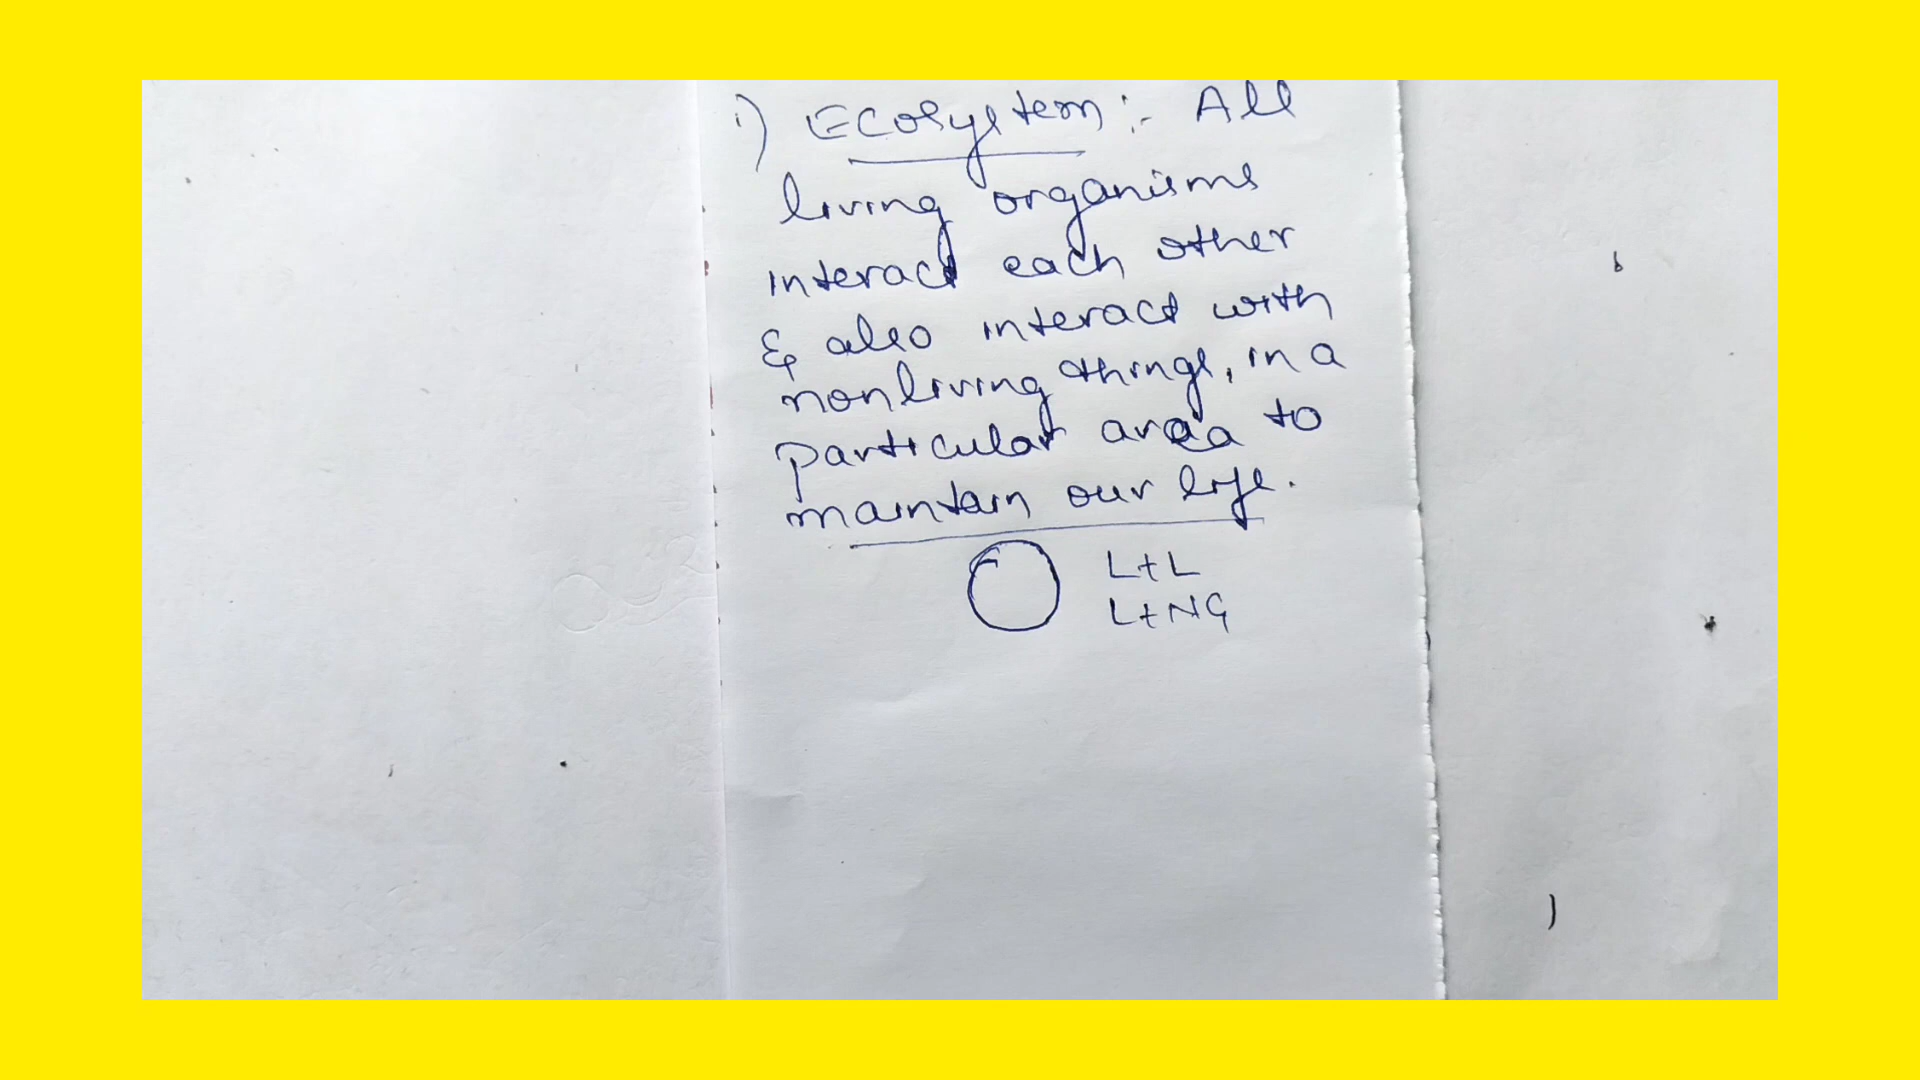 i) Ecosystem:- All
living organisms
interact each other
& also interact with
nonliving things, in a
particular area to
maintain our life.
L+L
L+NG